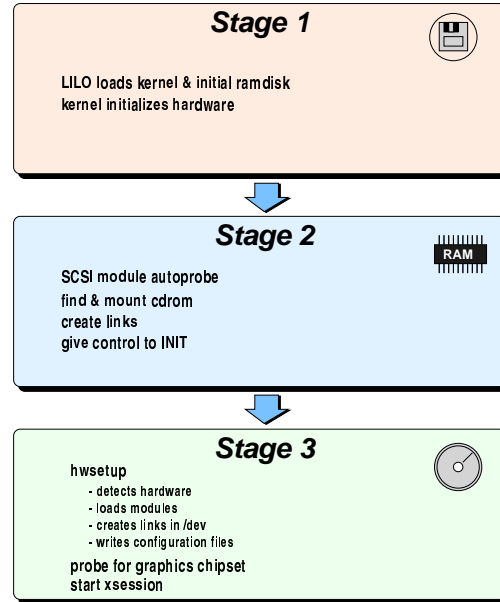 Stage 1
LILO loads kernel & initial ramdisk
kernel initializes hardware
Stage 2
RAM
SCSI module autoprobe
find & mount cdrom
create links
give control to INIT
Stage 3
hwsetup
- detects hardware
- loads modules
- creates links in /dev
- writes configuration files
probe for graphics chipset
start xsession